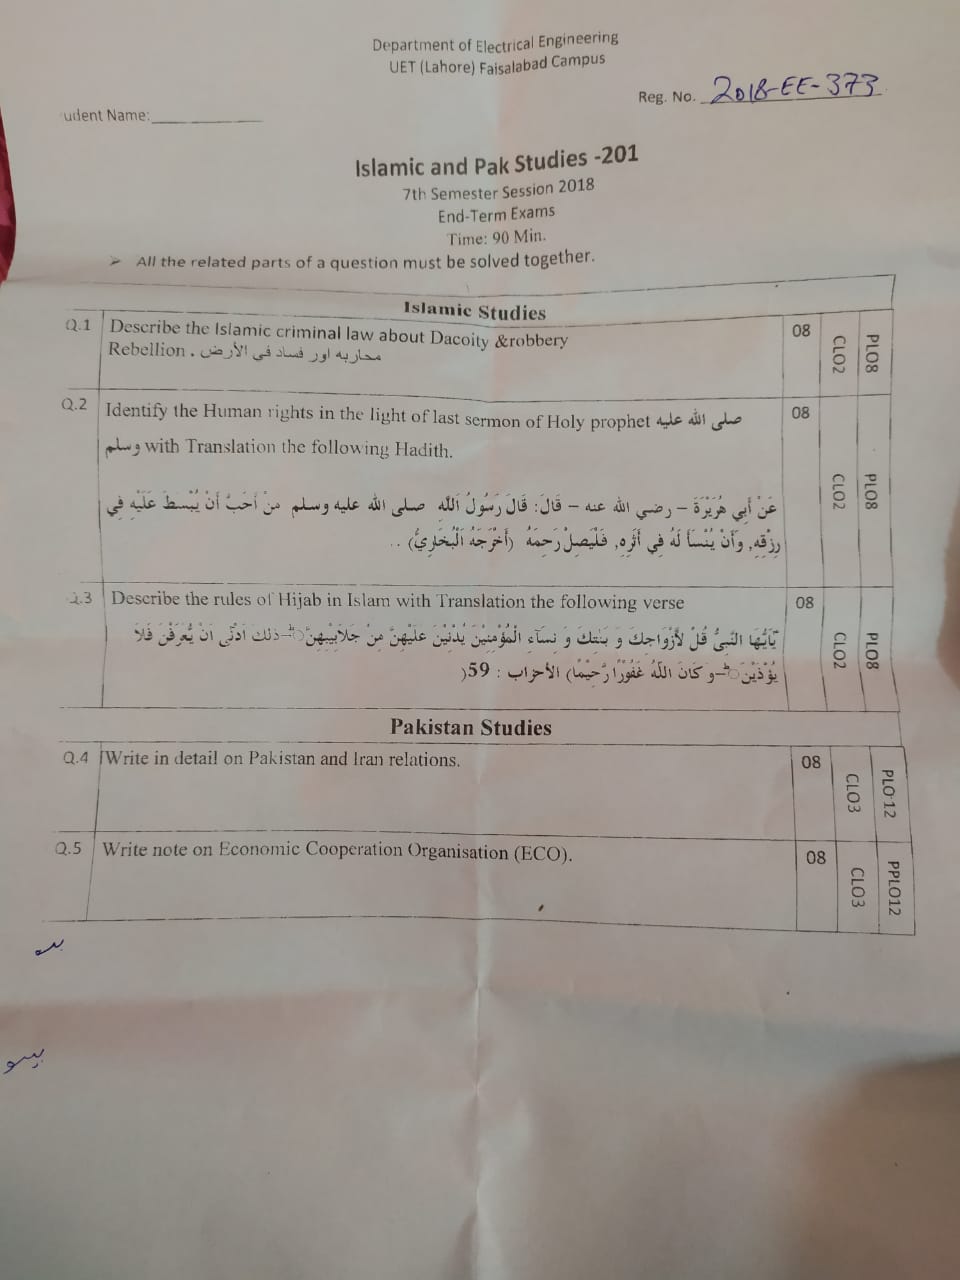 Department of Electrical Engineering
UET (Lahore) Faisalabad Campus
Reg. No. 2018-EE-373
udent Name:
Islamic and Pak Studies -201
7th Semester Session 2018
End-Term Exams
Time: 90 Min.
➢ All the related parts of a question must be solved together.
Islamic Studies
Q.1 Describe the Islamic criminal law about Dacoity &robbery 08 CLO2 PLO8
Rebellion . محاربه اور فساد في الأرض
Q.2 Identify the Human rights in the light of last sermon of Holy prophet صلى الله عليه 08 CLO2 PLO8
وسلم with Translation the following Hadith.
عَنْ أَبِي هُرَيْرَةَ – رضي الله عنه – قَالَ: قَالَ رَسُولُ اَللَّهِ صلى الله عليه وسلم مَنْ أَحَبَّ أَنْ يُبْسَطَ عَلَيْهِ فِي
رِزْقِهِ, وَأَنْ يُنْسَأَ لَهُ فِي أَثَرِهِ, فَلْيَصِلْ رَحِمَهُ (أَخْرَجَهُ اَلْبُخَارِيُّ) ..
Q.3 Describe the rules of Hijab in Islam with Translation the following verse 08 CLO2 PLO8
يٰۤاَيُّهَا النَّبِيُّ قُلْ لِّاَزْوَاجِكَ وَ بَنٰتِكَ وَ نِسَآءِ الْمُؤْمِنِيْنَ يُدْنِيْنَ عَلَيْهِنَّ مِنْ جَلَابِيْبِهِنَّؕ-ذٰلِكَ اَدْنٰۤى اَنْ يُّعْرَفْنَ فَلَا
يُؤْذَيْنَؕ-وَ كَانَ اللّٰهُ غَفُوْرًا رَّحِيْمًا) الأحزاب : 59(
Pakistan Studies
Q.4 Write in detail on Pakistan and Iran relations. 08 CLO3 PLO 12
Q.5 Write note on Economic Cooperation Organisation (ECO). 08 CLO3 PPLO12